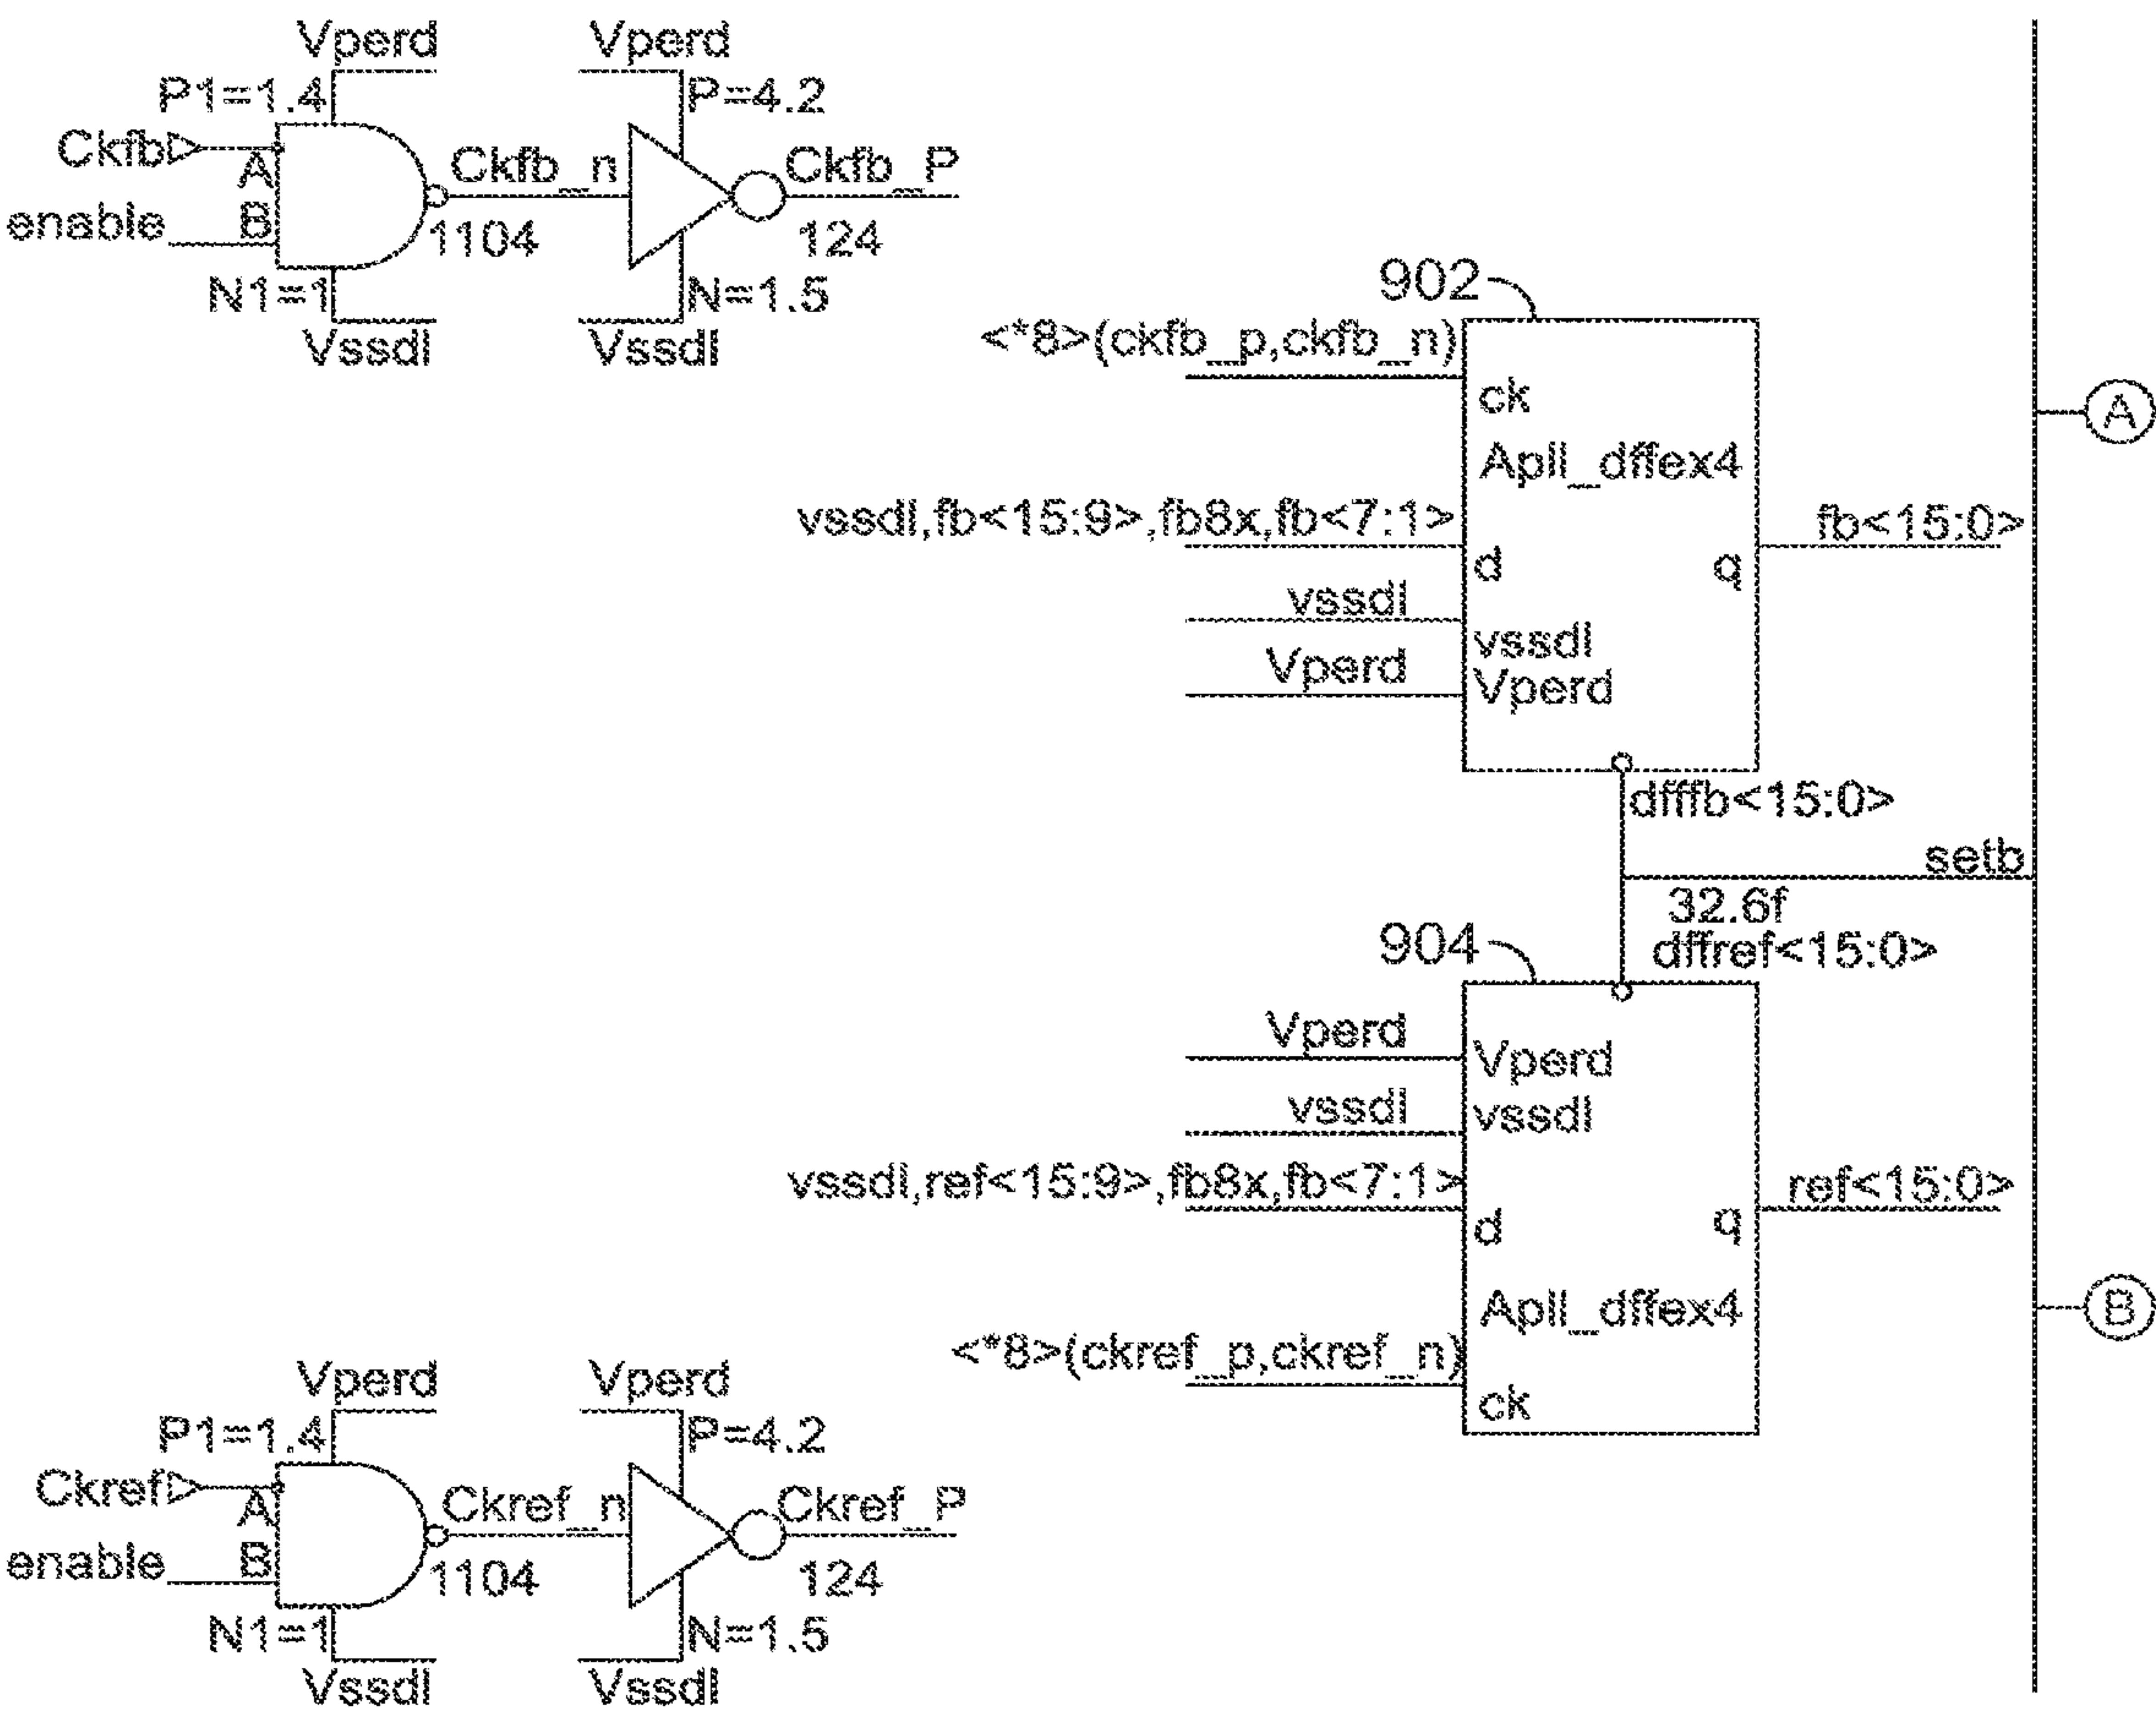 Vperd
P1=1.4
Ckfb
A
enable
B
N1=1
Vssdl
Ckfb_n
1104
Vperd
P=4.2
Ckfb_P
124
N=1.5
Vssdl
902
<*8>(ckfb_p,ckfb_n)
ck
Apll_dffex4
vssdl,fb<15:9>,fb8x,fb<7:1>
d
q
fb<15:0>
vssdl
vssdl
Vperd
Vperd
dfffb<15:0>
setb
32.6f
dffref<15:0>
904
Vperd
Vperd
vssdl
vssdl
vssdl,ref<15:9>,fb8x,fb<7:1>
d
q
ref<15:0>
Apll_dffex4
<*8>(ckref_p,ckref_n)
ck
A
B
Vperd
P1=1.4
Ckref
A
enable
B
N1=1
Vssdl
Ckref_n
1104
Vperd
P=4.2
Ckref_P
124
N=1.5
Vssdl